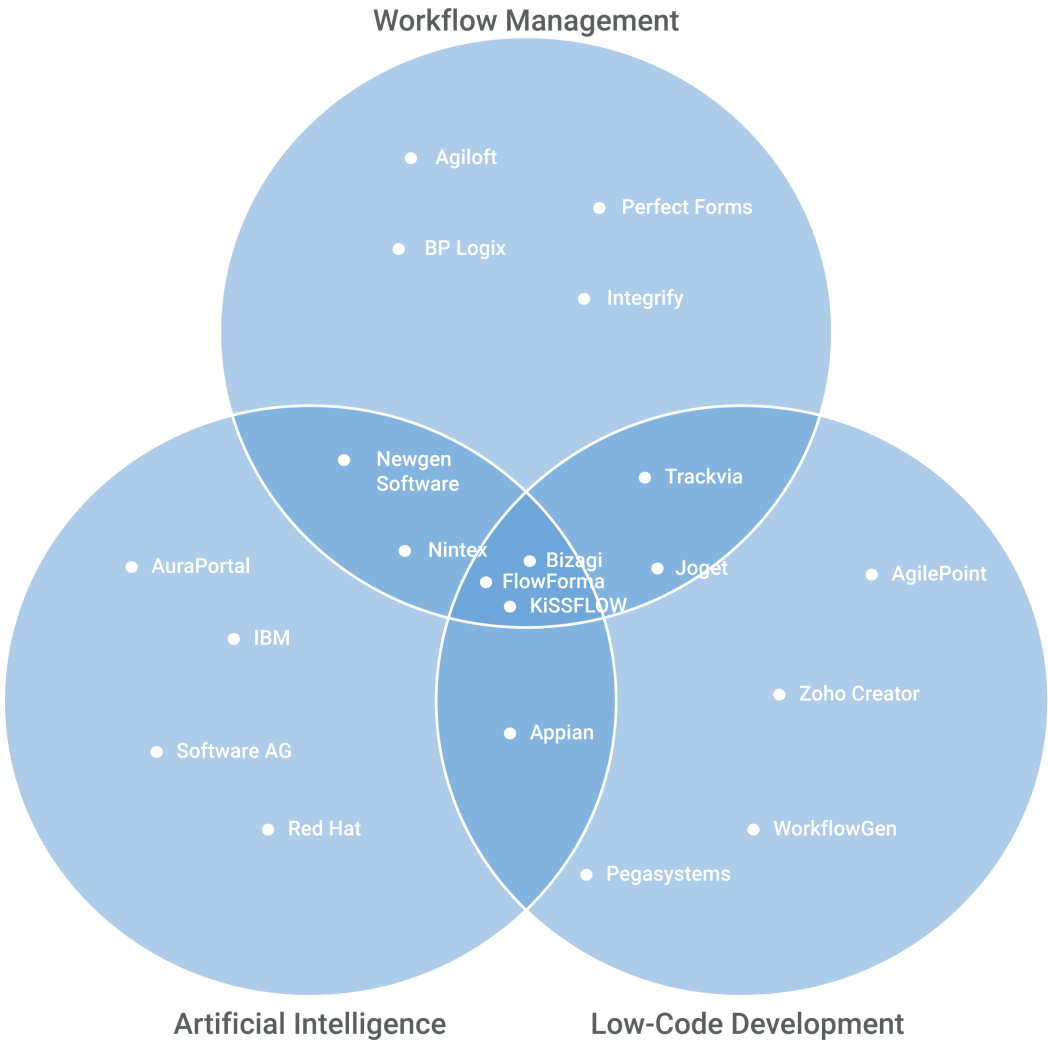 Workflow Management
Agiloft
Perfect Forms
BP Logix
Integrify
Newgen
Software
Trackvia
Nintex
Bizagi
FlowForma
KiSSFLOW
Joget
AuraPortal
AgilePoint
IBM
Zoho Creator
Appian
Software AG
Red Hat
WorkflowGen
Pegasystems
Artificial Intelligence
Low-Code Development